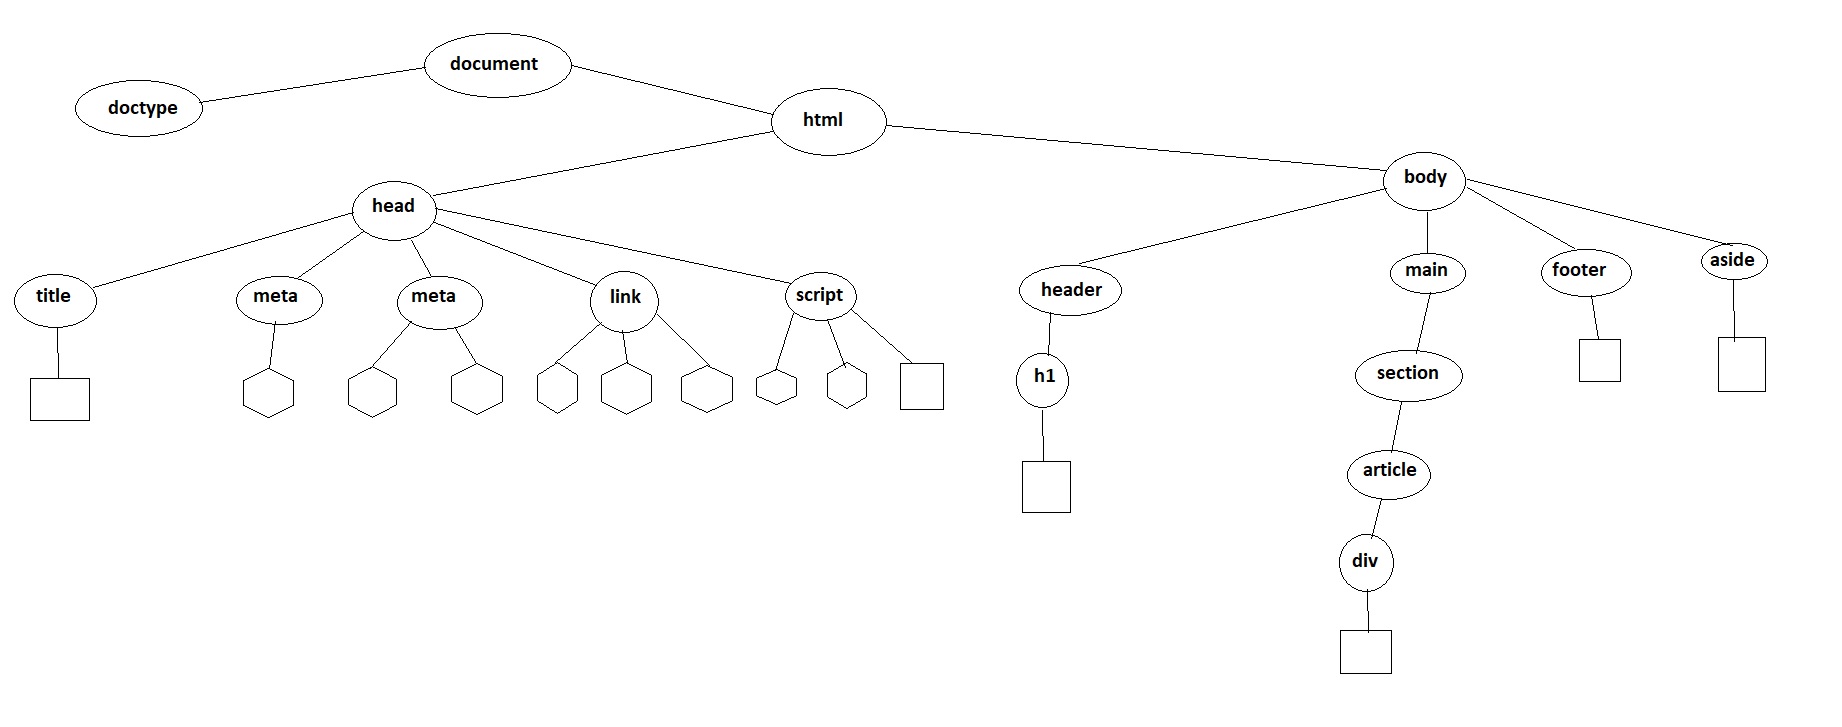 document
doctype
html
body
head
header
main
footer
aside
title
meta
meta
link
script
h1
section
article
div